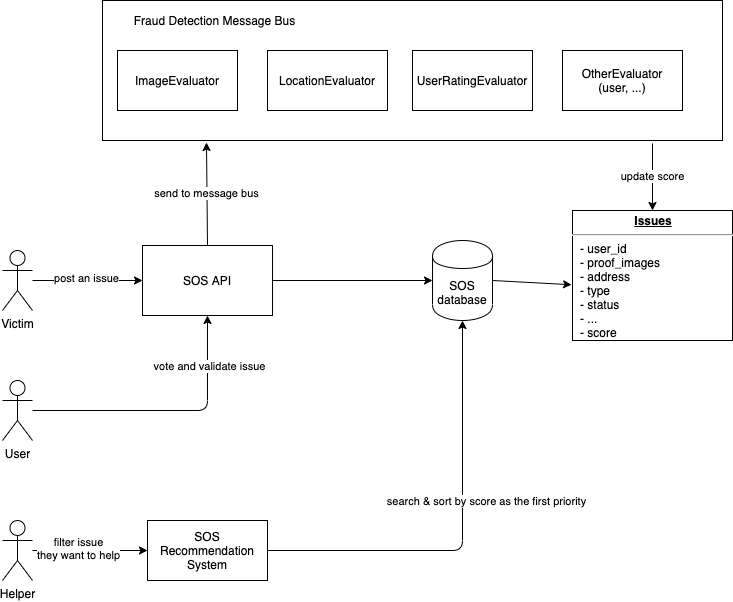 Fraud Detection Message Bus
ImageEvaluator
LocationEvaluator
UserRatingEvaluator
OtherEvaluator
(user, ...)
send to message bus
update score
Issues
- user_id
- proof_images
- address
- type
- status
- ...
- score
post an issue
SOS API
SOS
database
Victim
vote and validate issue
User
search & sort by score as the first priority
filter issue
they want to help
SOS
Recommendation
System
Helper